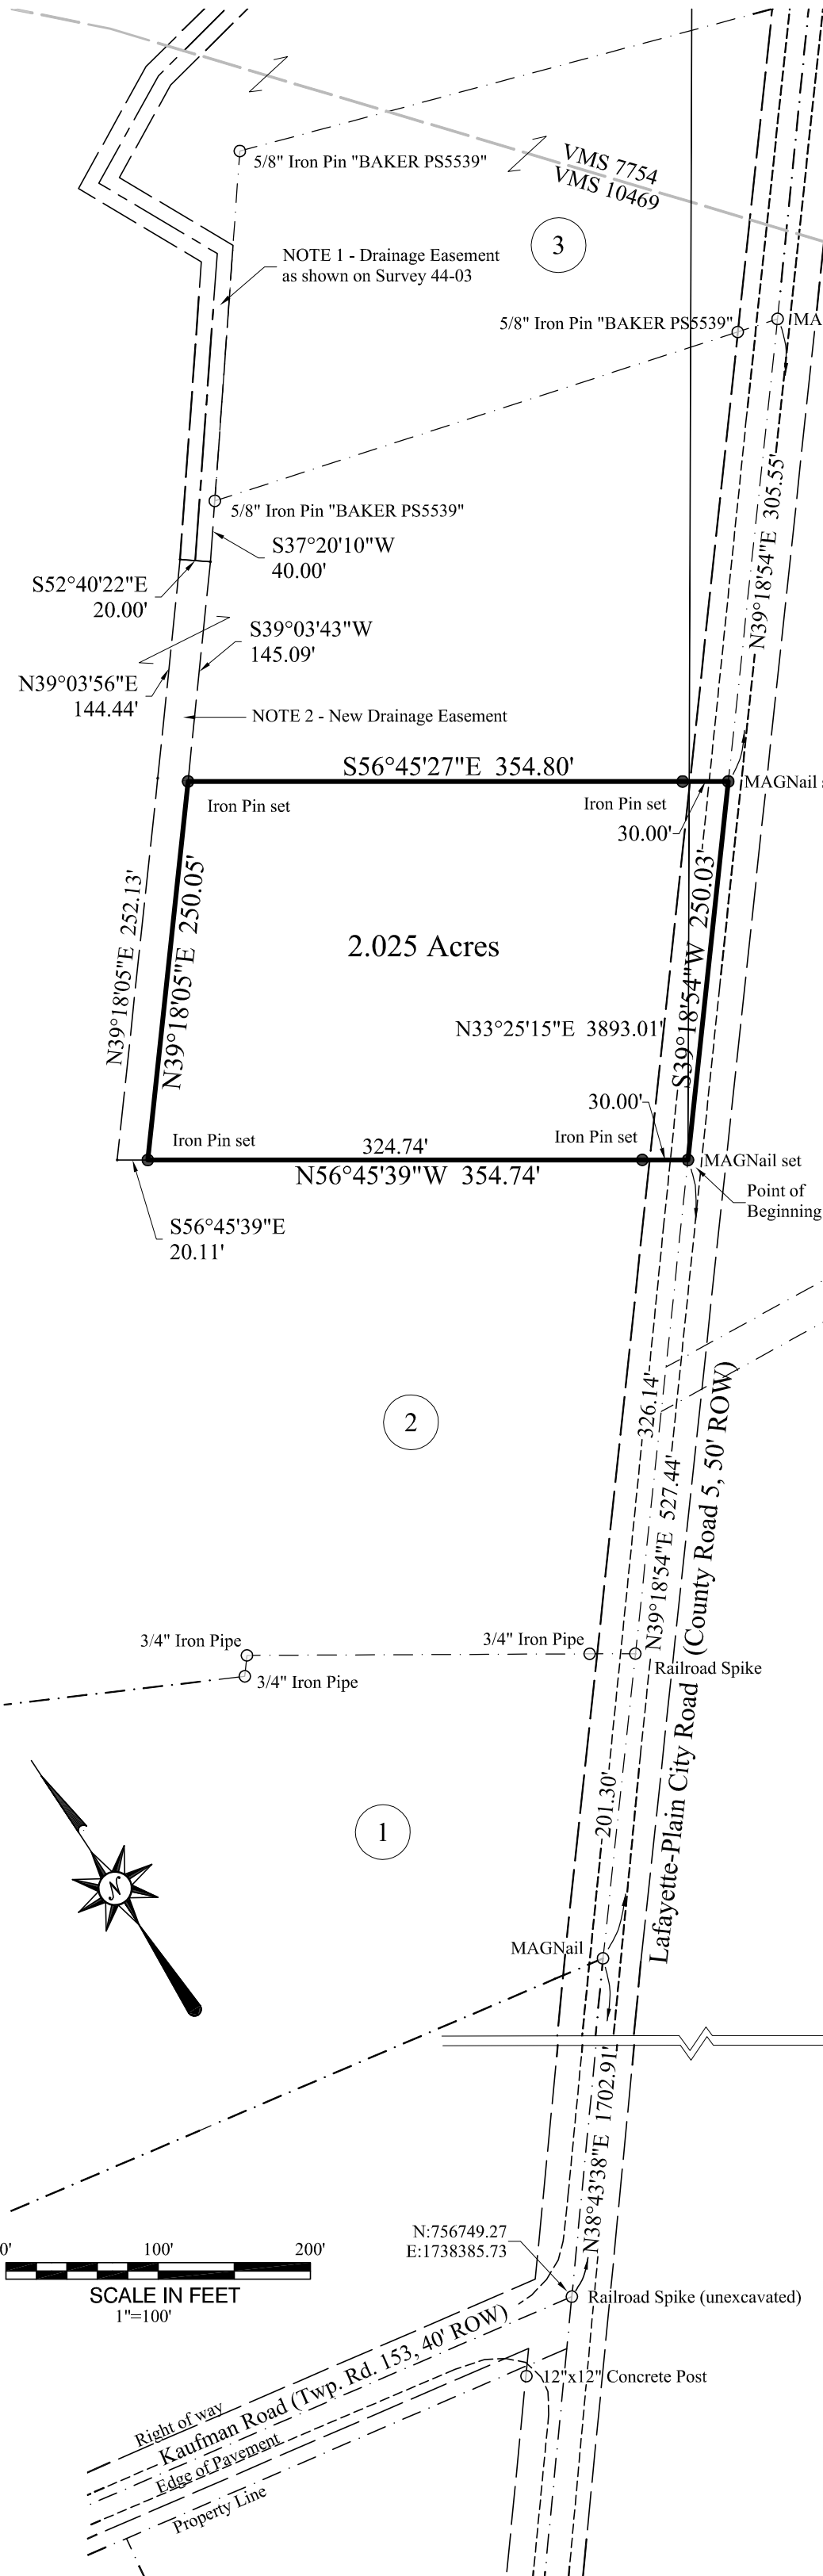 5/8" Iron Pin "BAKER PS5539"
VMS 7754
VMS 10469
3
NOTE 1 - Drainage Easement
as shown on Survey 44-03
5/8" Iron Pin "BAKER PS5539"
MA
N39°18'54"E 305.55'
5/8" Iron Pin "BAKER PS5539"
S37°20'10"W
40.00'
S52°40'22"E
20.00'
S39°03'43"W
145.09'
N39°03'56"E
144.44'
NOTE 2 - New Drainage Easement
S56°45'27"E 354.80'
Iron Pin set
Iron Pin set
MAGNail s
30.00'
N39°18'05"E 252.13'
N39°18'05"E 250.05'
2.025 Acres
S39°18'54"W 250.03'
N33°25'15"E 3893.01'
30.00'
Iron Pin set
324.74'
Iron Pin set
N56°45'39"W 354.74'
MAGNail set
Point of
Beginning
S56°45'39"E
20.11'
326.14'
2
N39°18'54"E 527.44'
Lafayette-Plain City Road (County Road 5, 50' ROW)
3/4" Iron Pipe
3/4" Iron Pipe
3/4" Iron Pipe
Railroad Spike
201.30'
1
N
MAGNail
N38°43'38"E 1702.91'
N:756749.27
E:1738385.73
0'
100'
200'
SCALE IN FEET
1"=100'
Railroad Spike (unexcavated)
12"x12" Concrete Post
Right of way
Kaufman Road (Twp. Rd. 153, 40' ROW)
Edge of Pavement
Property Line